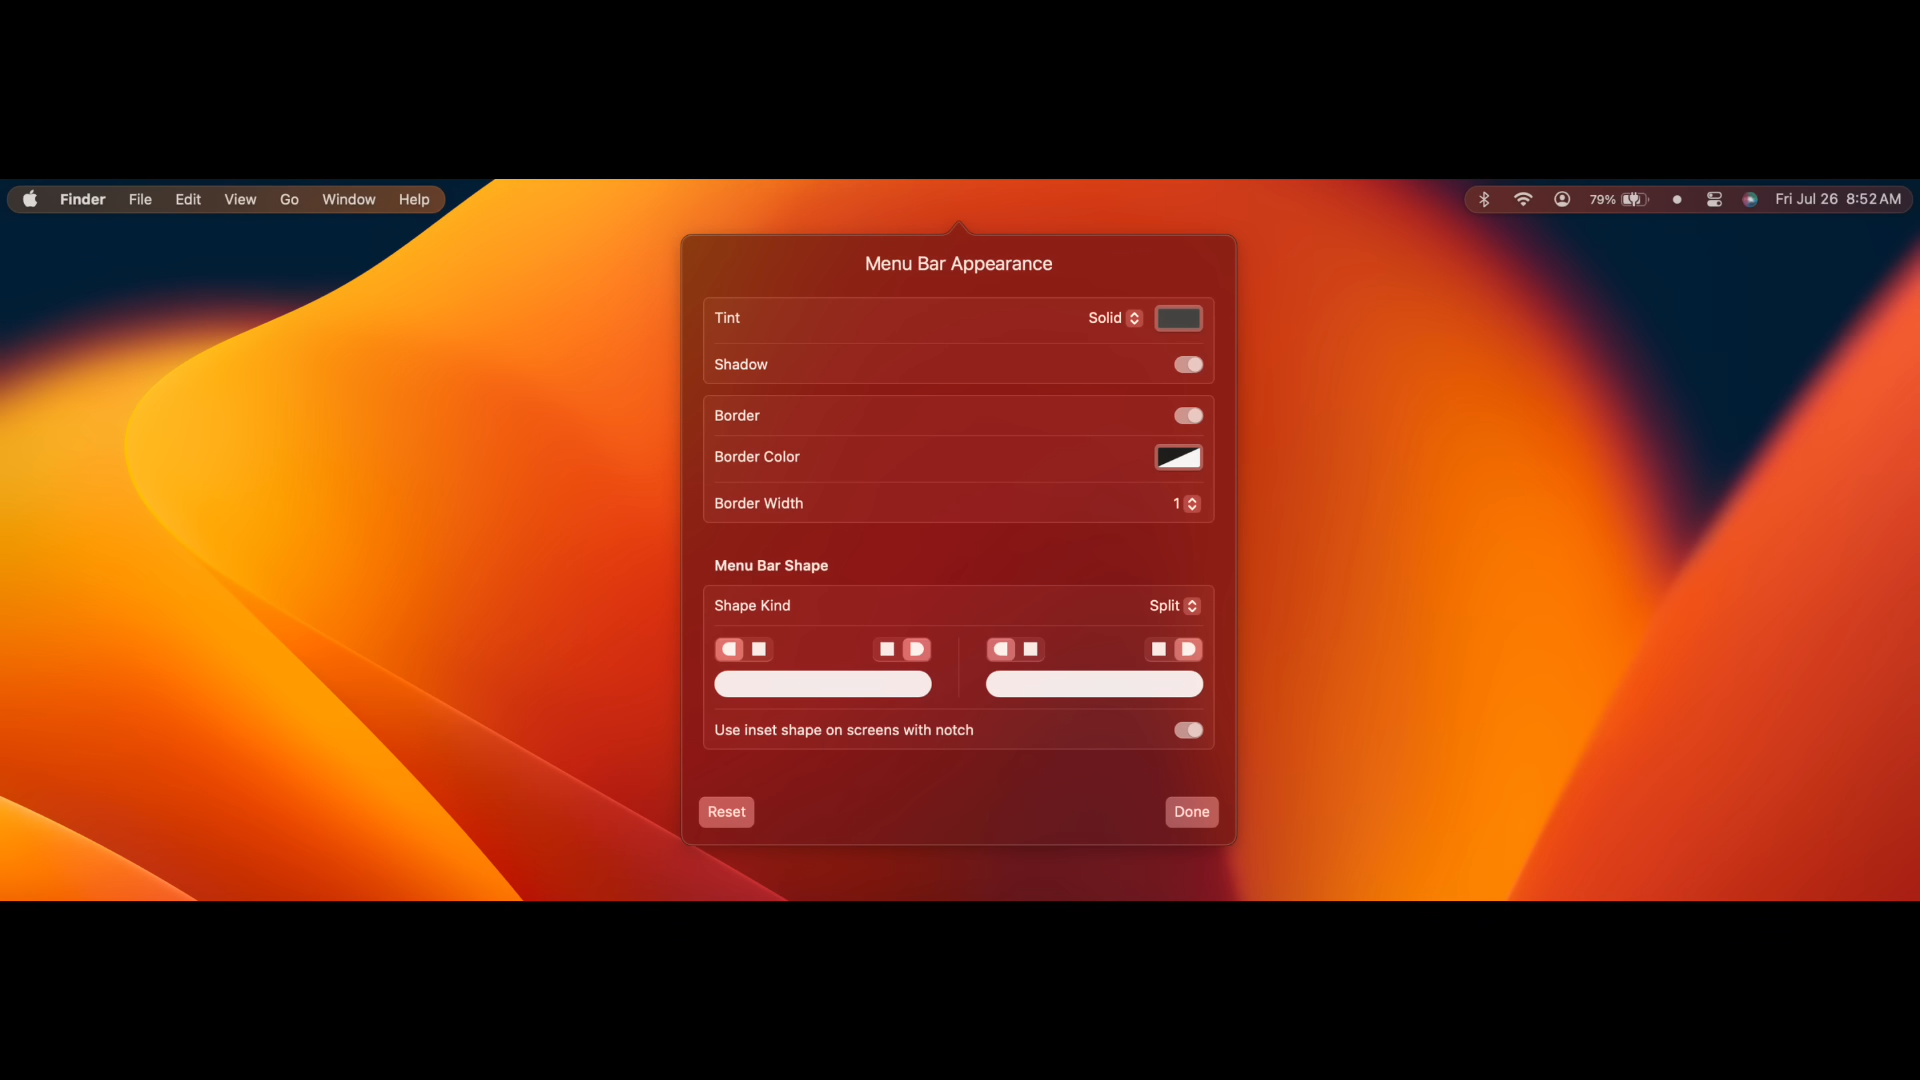 Finder File Edit View Go Window Help
79% Fri Jul 26 8:52 AM
Menu Bar Appearance
Tint Solid
Shadow
Border
Border Color
Border Width 1
Menu Bar Shape
Shape Kind Split
Use inset shape on screens with notch
Reset Done